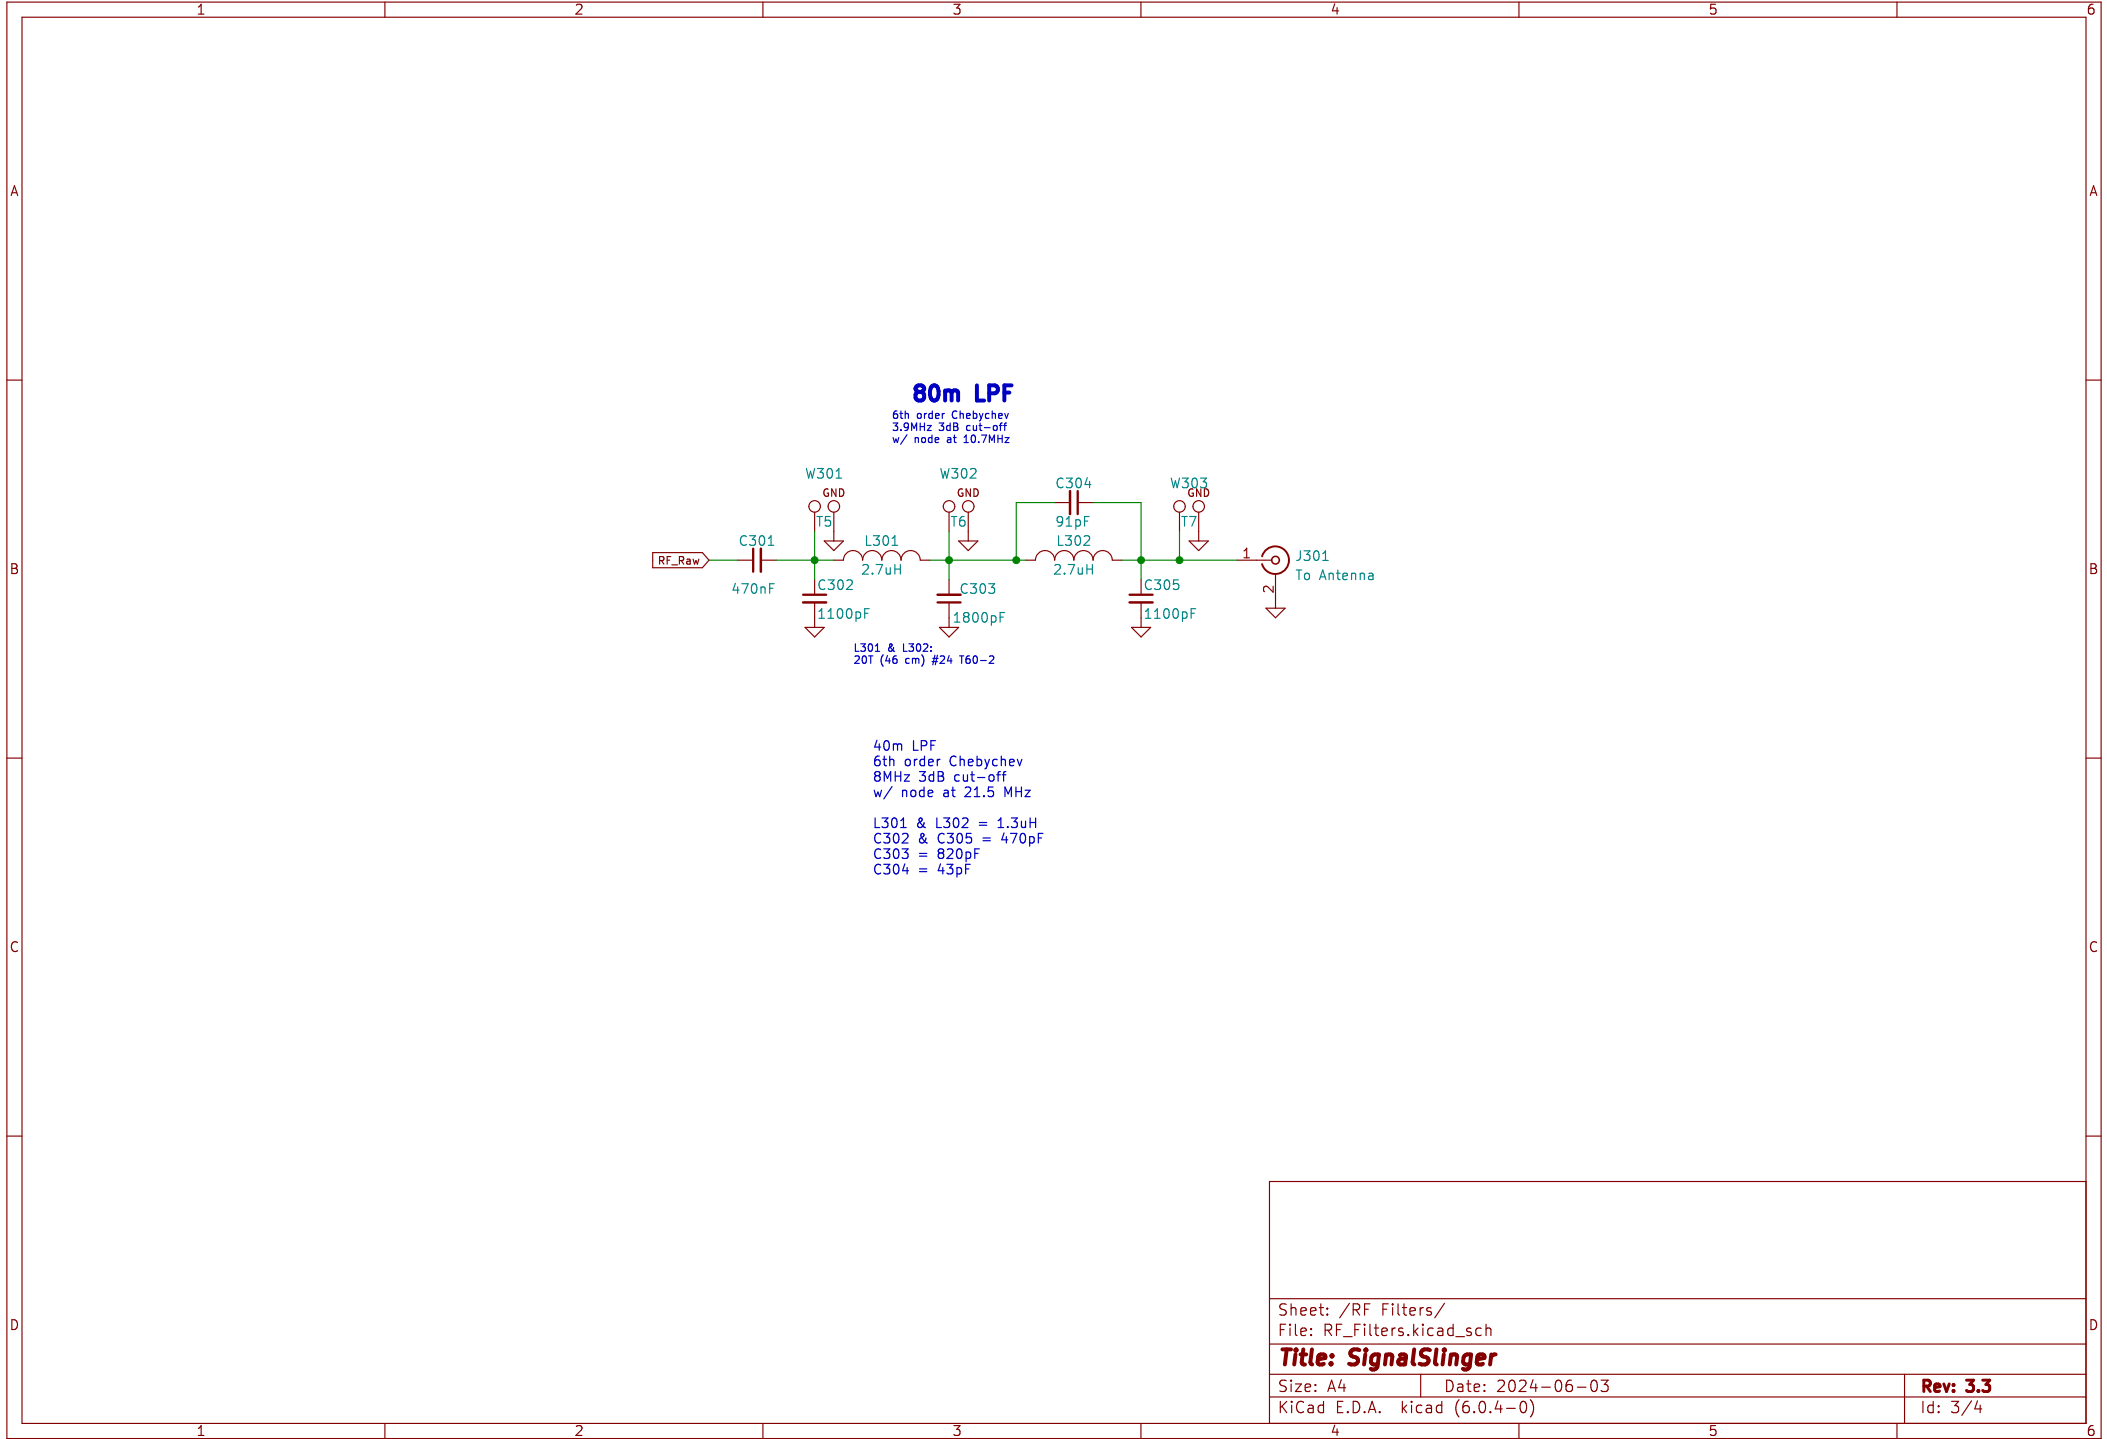 1 2 3 4 5 6
A A
80m LPF
6th order Chebychev
3.9MHz 3dB cut-off
w/ node at 10.7MHz
W301 W302 C304 W303
GND GND GND
T5 T6 91pF T7
C301 L301 L302
RF_Raw 1 J301
B B
2.7uH 2.7uH To Antenna
470nF C302 C303 C305 2
1100pF 1800pF 1100pF
L301 & L302:
20T (46 cm) #24 T60-2
40m LPF
6th order Chebychev
8MHz 3dB cut-off
w/ node at 21.5 MHz
L301 & L302 = 1.3uH
C302 & C305 = 470pF
C303 = 820pF
C304 = 43pF
C C
Sheet: /RF Filters/
D D
File: RF_Filters.kicad_sch
Title: SignalSlinger
Size: A4 Date: 2024-06-03 Rev: 3.3
KiCad E.D.A. kicad (6.0.4-0) Id: 3/4
1 2 3 4 5 6